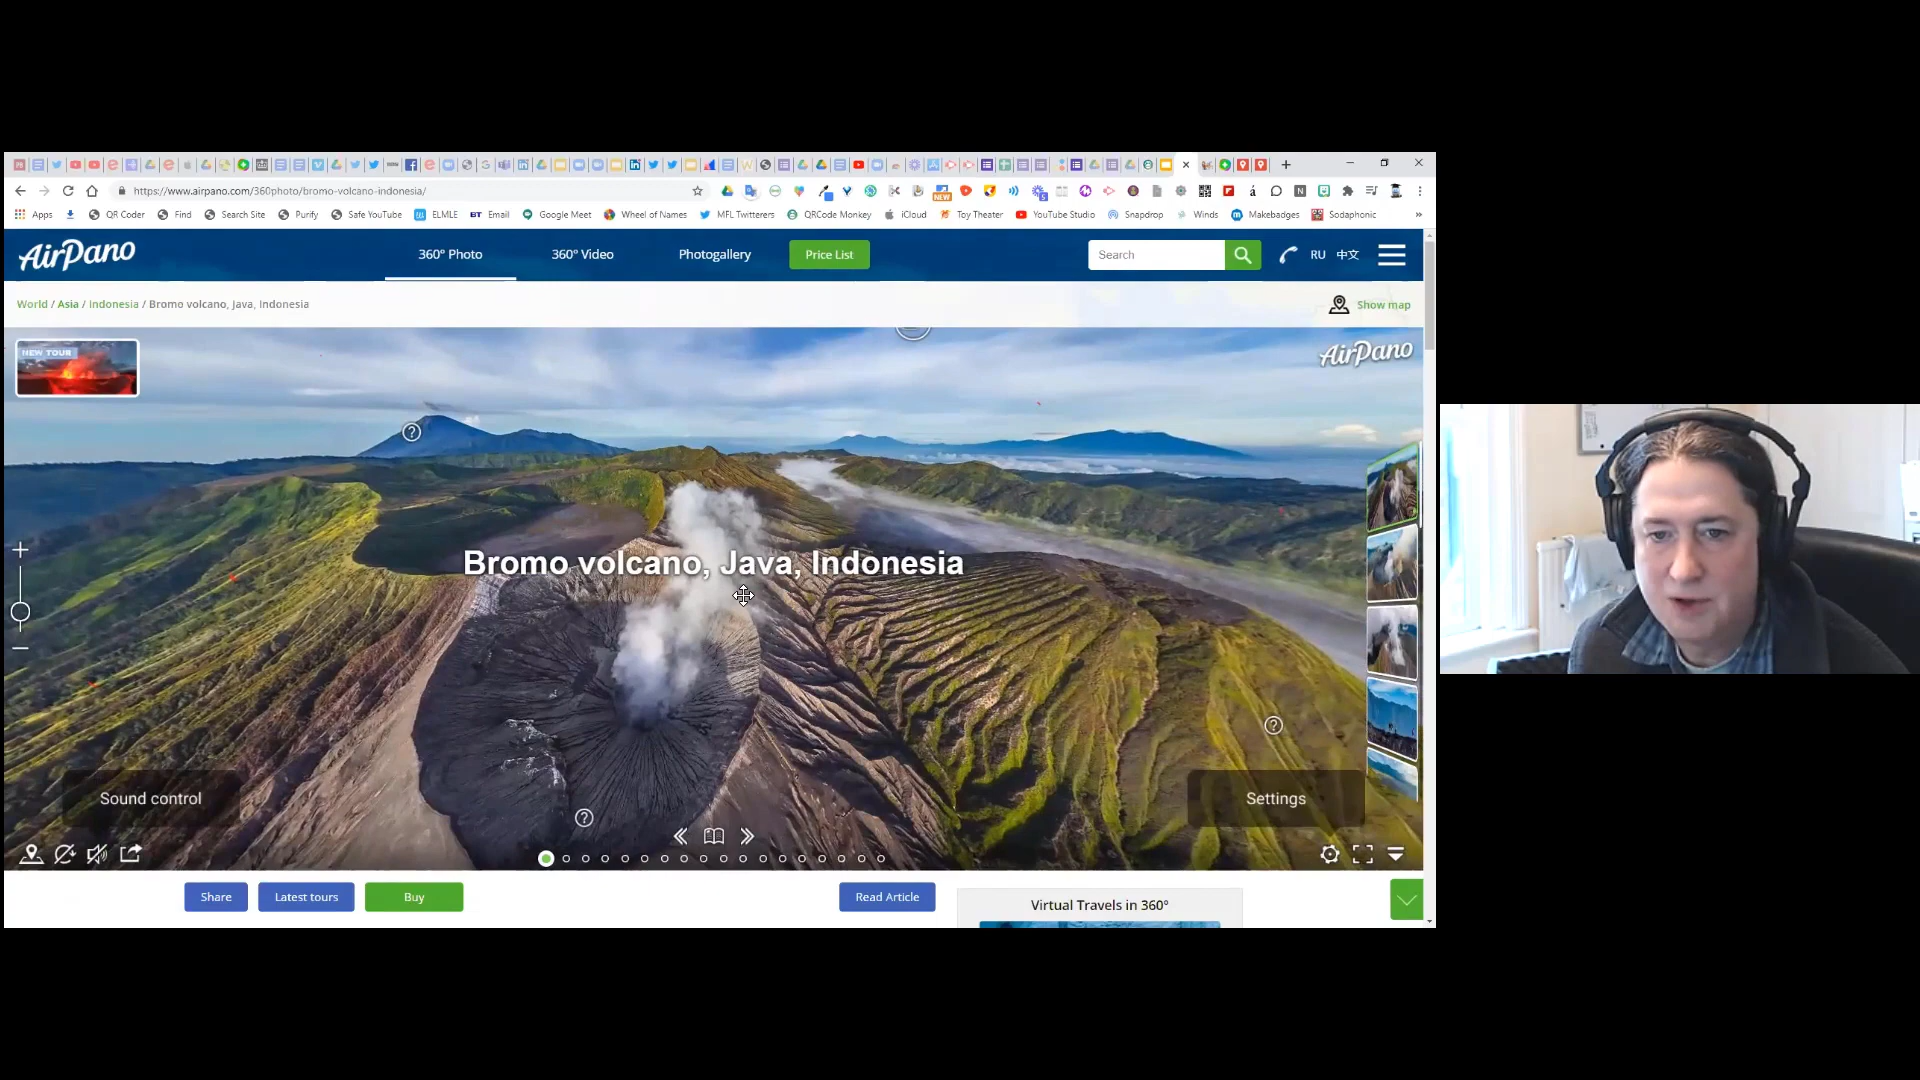 https://www.airpano.com/360photo/bromo-volcano-indonesia/
Apps QR Coder Find Search Site Purify Safe YouTube ELMLE Email Google Meet Wheel of Names MFL Twitterers QRCode Monkey iCloud Toy Theater YouTube Studio Snapdrop Winds Makebadges Sodaphonic »
AirPano 360° Photo 360° Video Photogallery Price List Search RU 中文
World / Asia / Indonesia / Bromo volcano, Java, Indonesia Show map
NEW TOUR
AirPano
Bromo volcano, Java, Indonesia
Sound control Settings
Share Latest tours Buy Read Article Virtual Travels in 360°